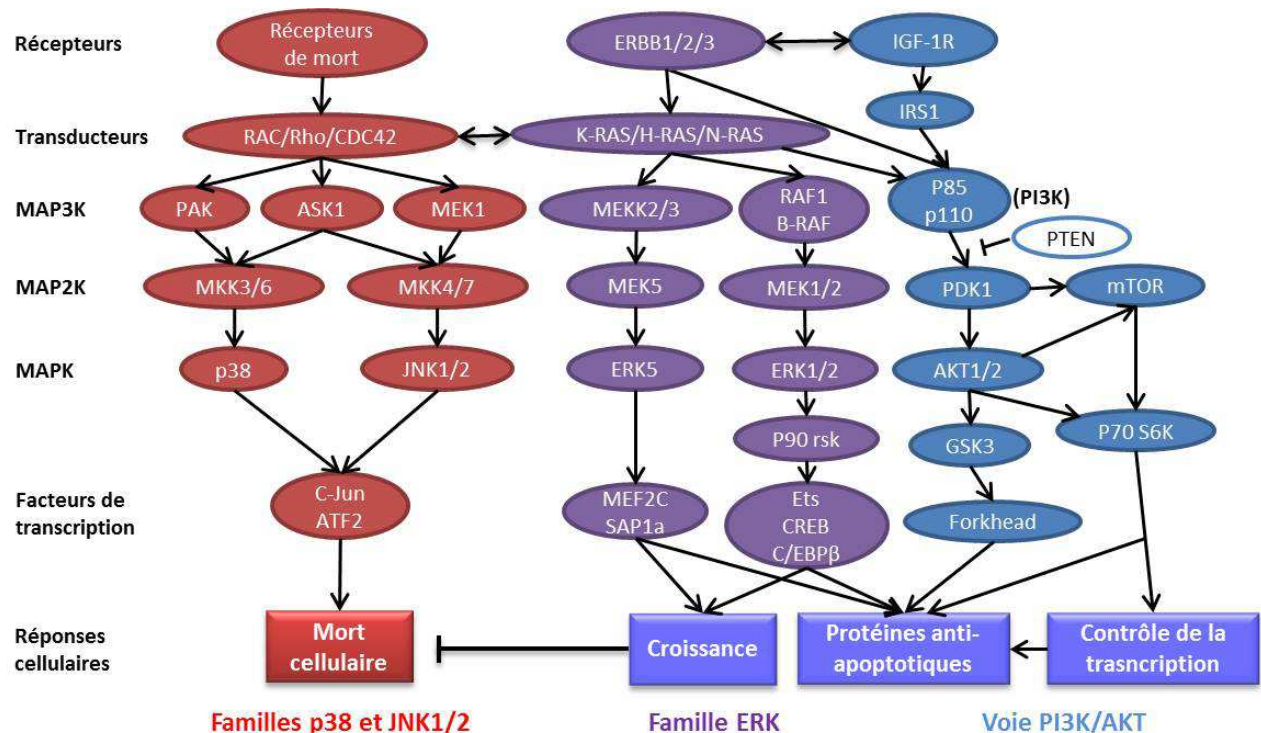 Récepteurs
Récepteurs
de mort
ERBB1/2/3
IGF-1R
IRS1
Transducteurs
RAC/Rho/CDC42
K-RAS/H-RAS/N-RAS
MAP3K
PAK
ASK1
MEK1
MEKK2/3
RAF1
B-RAF
P85
p110
(PI3K)
PTEN
MAP2K
MKK3/6
MKK4/7
MEK5
MEK1/2
PDK1
mTOR
MAPK
p38
JNK1/2
ERK5
ERK1/2
AKT1/2
P90 rsk
GSK3
P70 S6K
Facteurs de
transcription
C-Jun
ATF2
MEF2C
SAP1a
Ets
CREB
C/EBPβ
Forkhead
Réponses
cellulaires
Mort
cellulaire
Croissance
Protéines anti-
apoptotiques
Contrôle de la
trasncription
Familles p38 et JNK1/2
Famille ERK
Voie PI3K/AKT